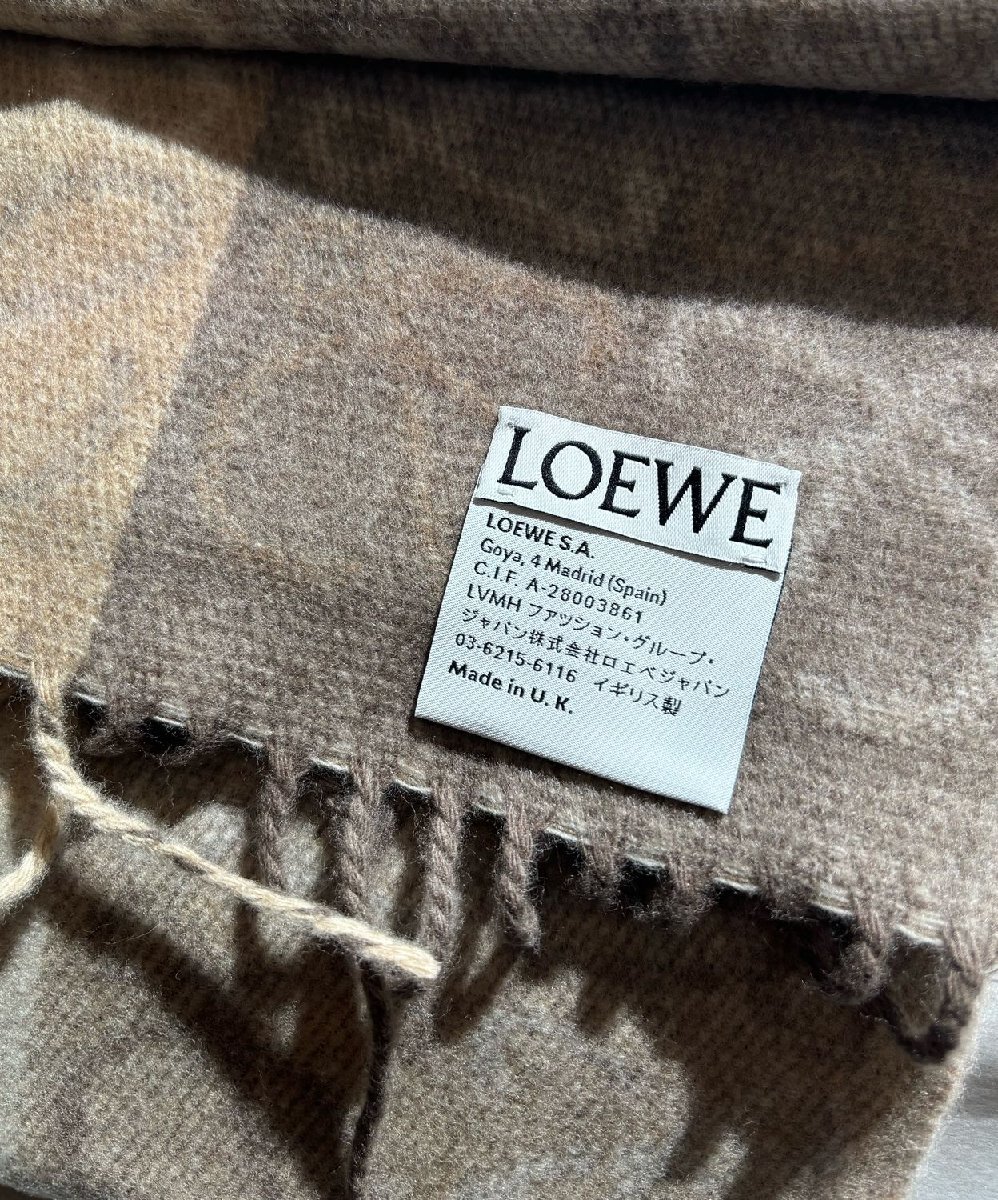 LOEWE
LOEWE S.A.
Goya, 4 Madrid (Spain)
C.I.F. A-28003861
LVMH ファッション・グループ・
ジャパン株式会社ロエベジャパン
03-6215-6116 イギリス製
Made in U. K.